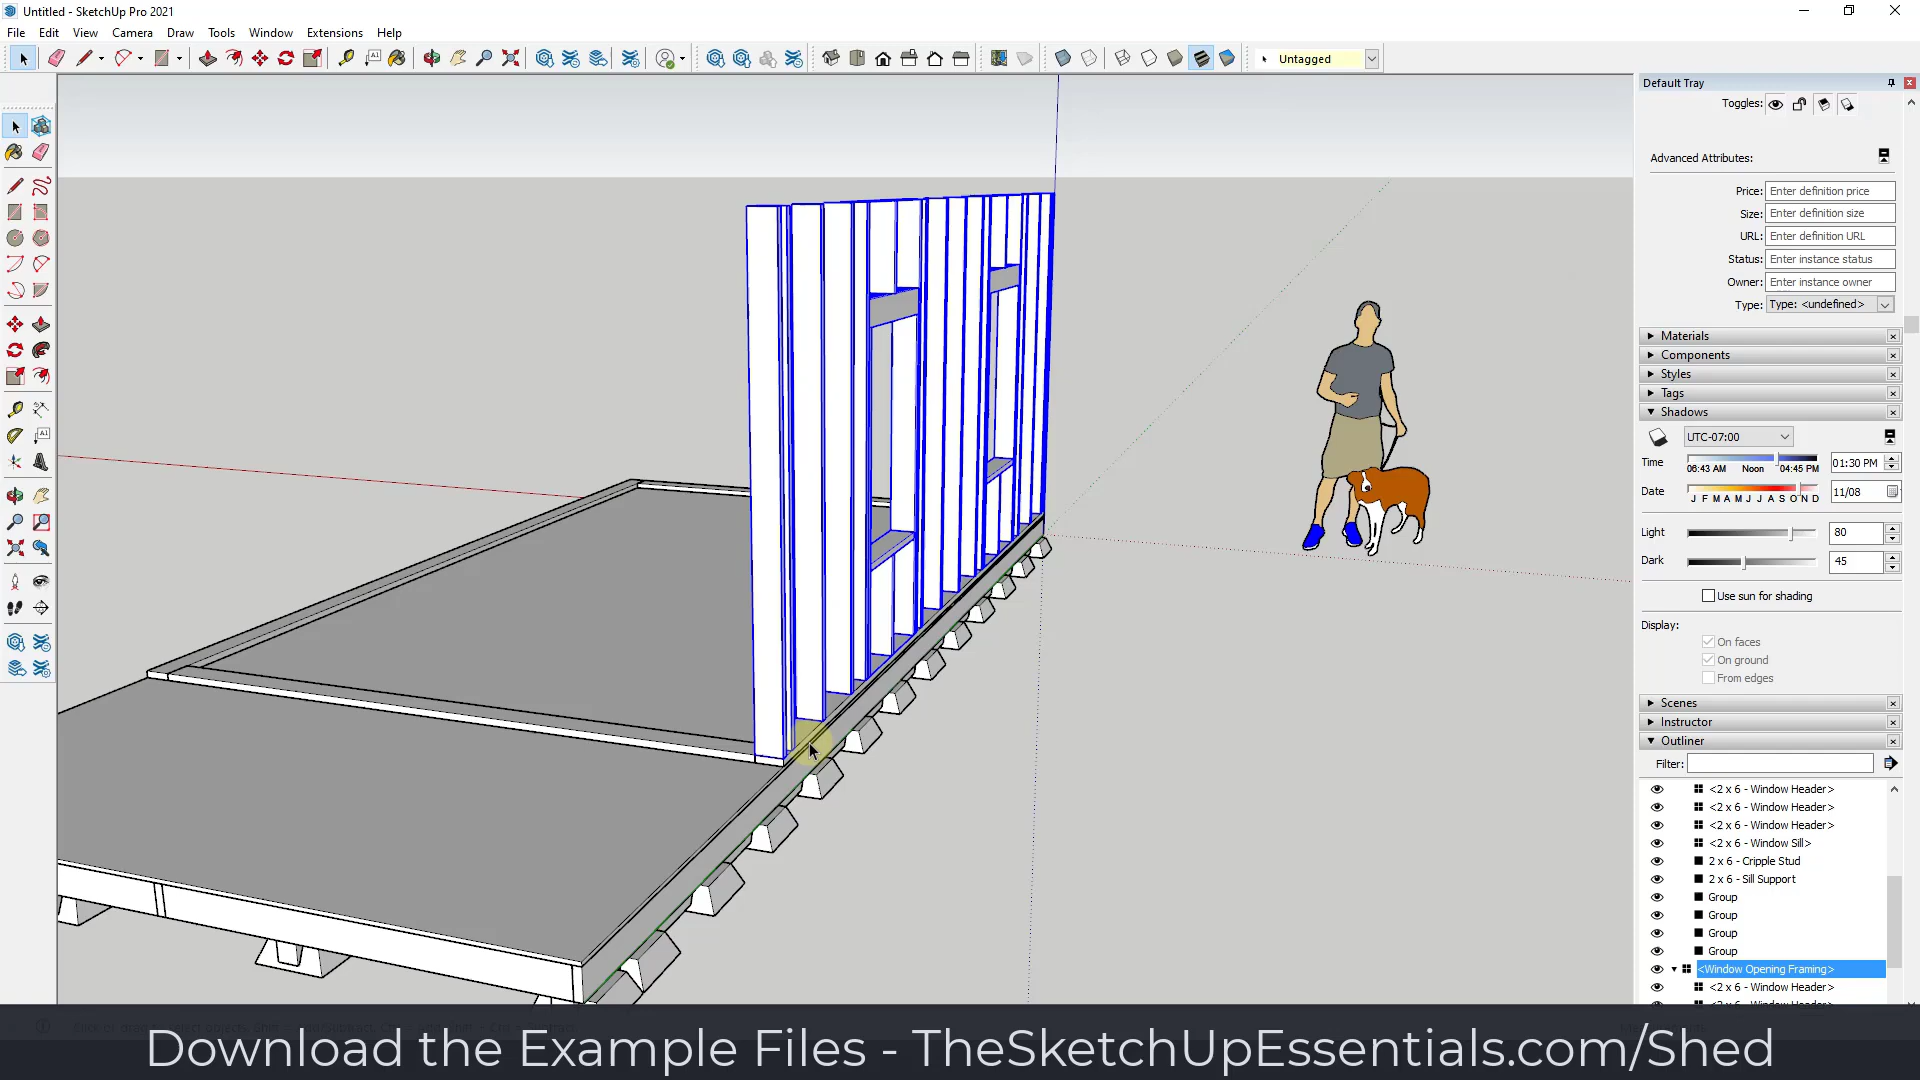 Untitled - SketchUp Pro 2021
File Edit View Camera Draw Tools Window Extensions Help
Untagged
Default Tray
Toggles:
Advanced Attributes:
Price: Enter definition price
Size: Enter definition size
URL: Enter definition URL
Status: Enter instance status
Owner: Enter instance owner
Type: Type: <undefined>
Materials
Components
Styles
Tags
Shadows
UTC-07:00
Time 06:43 AM Noon 04:45 PM 01:30 PM
Date J F M A M J J A S O N D 11/08
Light 80
Dark 45
Use sun for shading
Display:
On faces
On ground
From edges
Scenes
Instructor
Outliner
Filter:
<2 x 6 - Window Header>
<2 x 6 - Window Header>
<2 x 6 - Window Header>
<2 x 6 - Window Sill>
2 x 6 - Cripple Stud
2 x 6 - Sill Support
Group
Group
Group
Group
<Window Opening Framing>
<2 x 6 - Window Header>
Download the Example Files - TheSketchUpEssentials.com/Shed